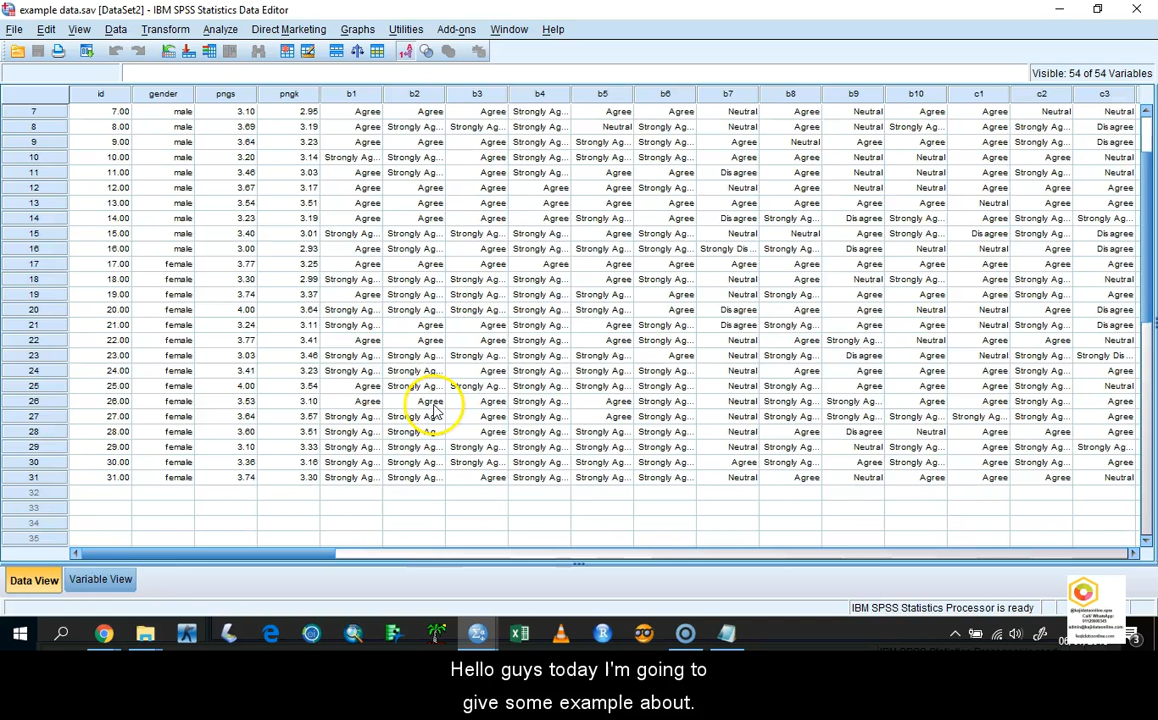 example data.sav [DataSet2] - IBM SPSS Statistics Data Editor
File Edit View Data Transform Analyze Direct Marketing Graphs Utilities Add-ons Window Help
Visible: 54 of 54 Variables
id gender pngs pngk b1 b2 b3 b4 b5 b6 b7 b8 b9 b10 c1 c2 c3
7 7.00 male 3.10 2.95 Agree Agree Agree Strongly Ag... Agree Agree Neutral Agree Neutral Agree Agree Neutral Neutral
8 8.00 male 3.69 3.19 Agree Strongly Ag... Strongly Ag... Strongly Ag... Neutral Strongly Ag... Neutral Agree Neutral Strongly Ag... Agree Strongly Ag... Disagree
9 9.00 male 3.64 3.23 Agree Strongly Ag... Agree Strongly Ag... Strongly Ag... Strongly Ag... Agree Neutral Agree Agree Agree Strongly Ag... Disagree
10 10.00 male 3.20 3.14 Strongly Ag... Strongly Ag... Agree Strongly Ag... Agree Strongly Ag... Neutral Agree Neutral Neutral Agree Agree Neutral
11 11.00 male 3.46 3.03 Agree Strongly Ag... Agree Strongly Ag... Strongly Ag... Agree Disagree Agree Neutral Neutral Agree Strongly Ag... Disagree
12 12.00 male 3.67 3.17 Agree Agree Agree Agree Agree Strongly Ag... Neutral Agree Neutral Agree Agree Agree Agree
13 13.00 male 3.54 3.51 Agree Agree Agree Agree Agree Agree Agree Agree Agree Agree Neutral Agree Agree
14 14.00 male 3.23 3.19 Agree Agree Agree Agree Strongly Ag... Agree Disagree Strongly Ag... Disagree Strongly Ag... Agree Strongly Ag... Strongly Ag...
15 15.00 male 3.40 3.01 Strongly Ag... Strongly Ag... Strongly Ag... Strongly Ag... Agree Strongly Ag... Neutral Neutral Agree Strongly Ag... Disagree Strongly Ag... Disagree
16 16.00 male 3.00 2.93 Agree Strongly Ag... Agree Strongly Ag... Strongly Ag... Strongly Ag... Strongly Dis... Strongly Ag... Disagree Neutral Neutral Agree Disagree
17 17.00 female 3.77 3.25 Agree Agree Agree Agree Agree Agree Neutral Agree Agree Agree Agree Agree Agree
18 18.00 female 3.30 2.99 Strongly Ag... Strongly Ag... Strongly Ag... Strongly Ag... Agree Strongly Ag... Neutral Agree Neutral Strongly Ag... Agree Strongly Ag... Neutral
19 19.00 female 3.74 3.37 Agree Strongly Ag... Strongly Ag... Strongly Ag... Strongly Ag... Agree Neutral Strongly Ag... Agree Agree Agree Strongly Ag... Agree
20 20.00 female 4.00 3.64 Strongly Ag... Strongly Ag... Strongly Ag... Strongly Ag... Agree Strongly Ag... Disagree Agree Agree Neutral Neutral Strongly Ag... Disagree
21 21.00 female 3.24 3.11 Strongly Ag... Agree Agree Strongly Ag... Agree Strongly Ag... Disagree Strongly Ag... Agree Agree Neutral Strongly Ag... Disagree
22 22.00 female 3.77 3.41 Agree Agree Agree Strongly Ag... Agree Agree Neutral Agree Strongly Ag... Agree Neutral Agree Agree
23 23.00 female 3.03 3.46 Strongly Ag... Strongly Ag... Strongly Ag... Strongly Ag... Strongly Ag... Agree Neutral Strongly Ag... Disagree Agree Neutral Strongly Ag... Strongly Dis...
24 24.00 female 3.41 3.23 Strongly Ag... Strongly Ag... Agree Strongly Ag... Strongly Ag... Strongly Ag... Neutral Agree Agree Agree Agree Strongly Ag... Agree
25 25.00 female 4.00 3.54 Agree Strongly Ag... Strongly Ag... Strongly Ag... Strongly Ag... Strongly Ag... Neutral Strongly Ag... Agree Agree Agree Strongly Ag... Neutral
26 26.00 female 3.53 3.10 Agree Agree Agree Strongly Ag... Agree Strongly Ag... Neutral Strongly Ag... Strongly Ag... Agree Agree Strongly Ag... Agree
27 27.00 female 3.64 3.57 Strongly Ag... Strongly Ag... Agree Strongly Ag... Strongly Ag... Strongly Ag... Neutral Strongly Ag... Strongly Ag... Strongly Ag... Strongly Ag... Strongly Ag... Agree
28 28.00 female 3.60 3.51 Strongly Ag... Strongly Ag... Agree Strongly Ag... Strongly Ag... Strongly Ag... Neutral Agree Disagree Neutral Agree Strongly Ag... Agree
29 29.00 female 3.10 3.33 Strongly Ag... Strongly Ag... Strongly Ag... Strongly Ag... Strongly Ag... Strongly Ag... Neutral Strongly Ag... Neutral Strongly Ag... Agree Strongly Ag... Strongly Ag...
30 30.00 female 3.36 3.16 Strongly Ag... Strongly Ag... Strongly Ag... Strongly Ag... Strongly Ag... Strongly Ag... Agree Strongly Ag... Neutral Agree Agree Strongly Ag... Agree
31 31.00 female 3.74 3.30 Strongly Ag... Strongly Ag... Agree Strongly Ag... Strongly Ag... Strongly Ag... Neutral Agree Neutral Agree Agree Agree Neutral
32
33
34
35
Data View Variable View
IBM SPSS Statistics Processor is ready
Hello guys today I'm going to
give some example about.